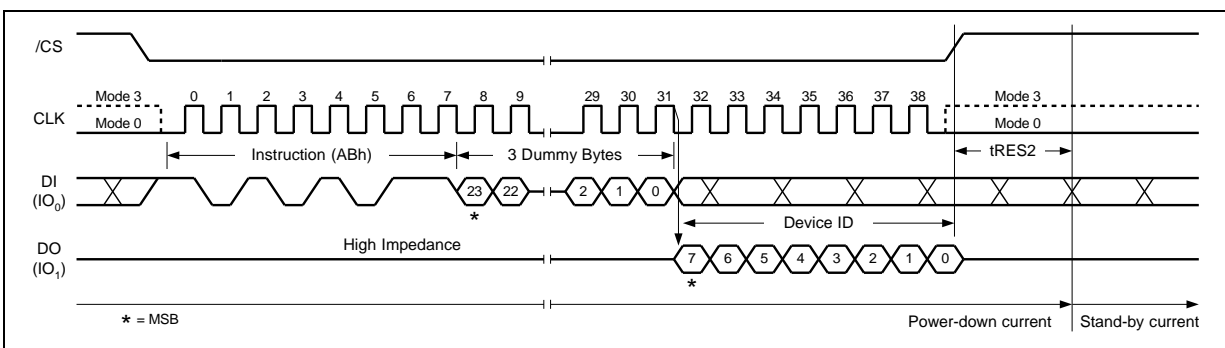 /CS
Mode 3 0 1 2 3 4 5 6 7 8 9 29 30 31 32 33 34 35 36 37 38 Mode 3
CLK
Mode 0 Mode 0
Instruction (ABh) 3 Dummy Bytes tRES2
DI
(IO0)
23 22 2 1 0
* Device ID
High Impedance
DO
(IO1)
7 6 5 4 3 2 1 0
*
* = MSB
Power-down current Stand-by current